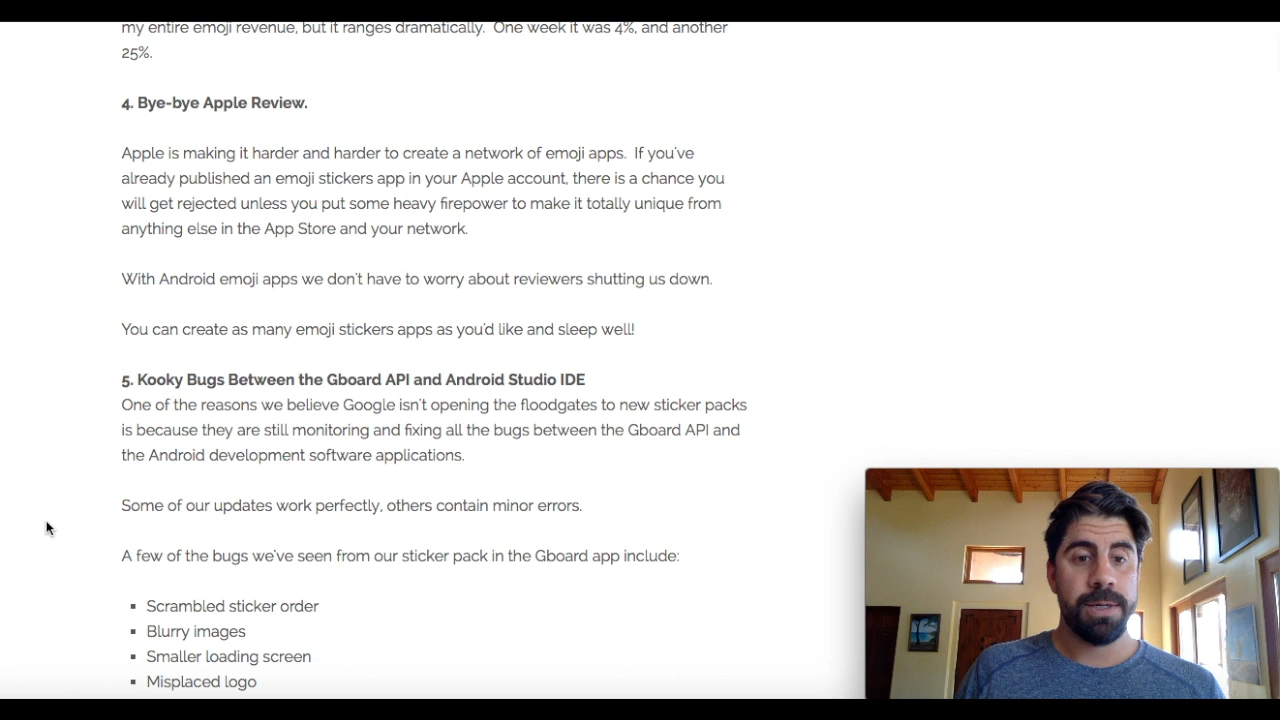 my entire emoji revenue, but it ranges dramatically. One week it was 4%, and another
25%.
4. Bye-bye Apple Review.
Apple is making it harder and harder to create a network of emoji apps. If you've
already published an emoji stickers app in your Apple account, there is a chance you
will get rejected unless you put some heavy firepower to make it totally unique from
anything else in the App Store and your network.
With Android emoji apps we don't have to worry about reviewers shutting us down.
You can create as many emoji stickers apps as you'd like and sleep well!
5. Kooky Bugs Between the Gboard API and Android Studio IDE
One of the reasons we believe Google isn't opening the floodgates to new sticker packs
is because they are still monitoring and fixing all the bugs between the Gboard API and
the Android development software applications.
Some of our updates work perfectly, others contain minor errors.
A few of the bugs we've seen from our sticker pack in the Gboard app include:
▪ Scrambled sticker order
▪ Blurry images
▪ Smaller loading screen
▪ Misplaced logo